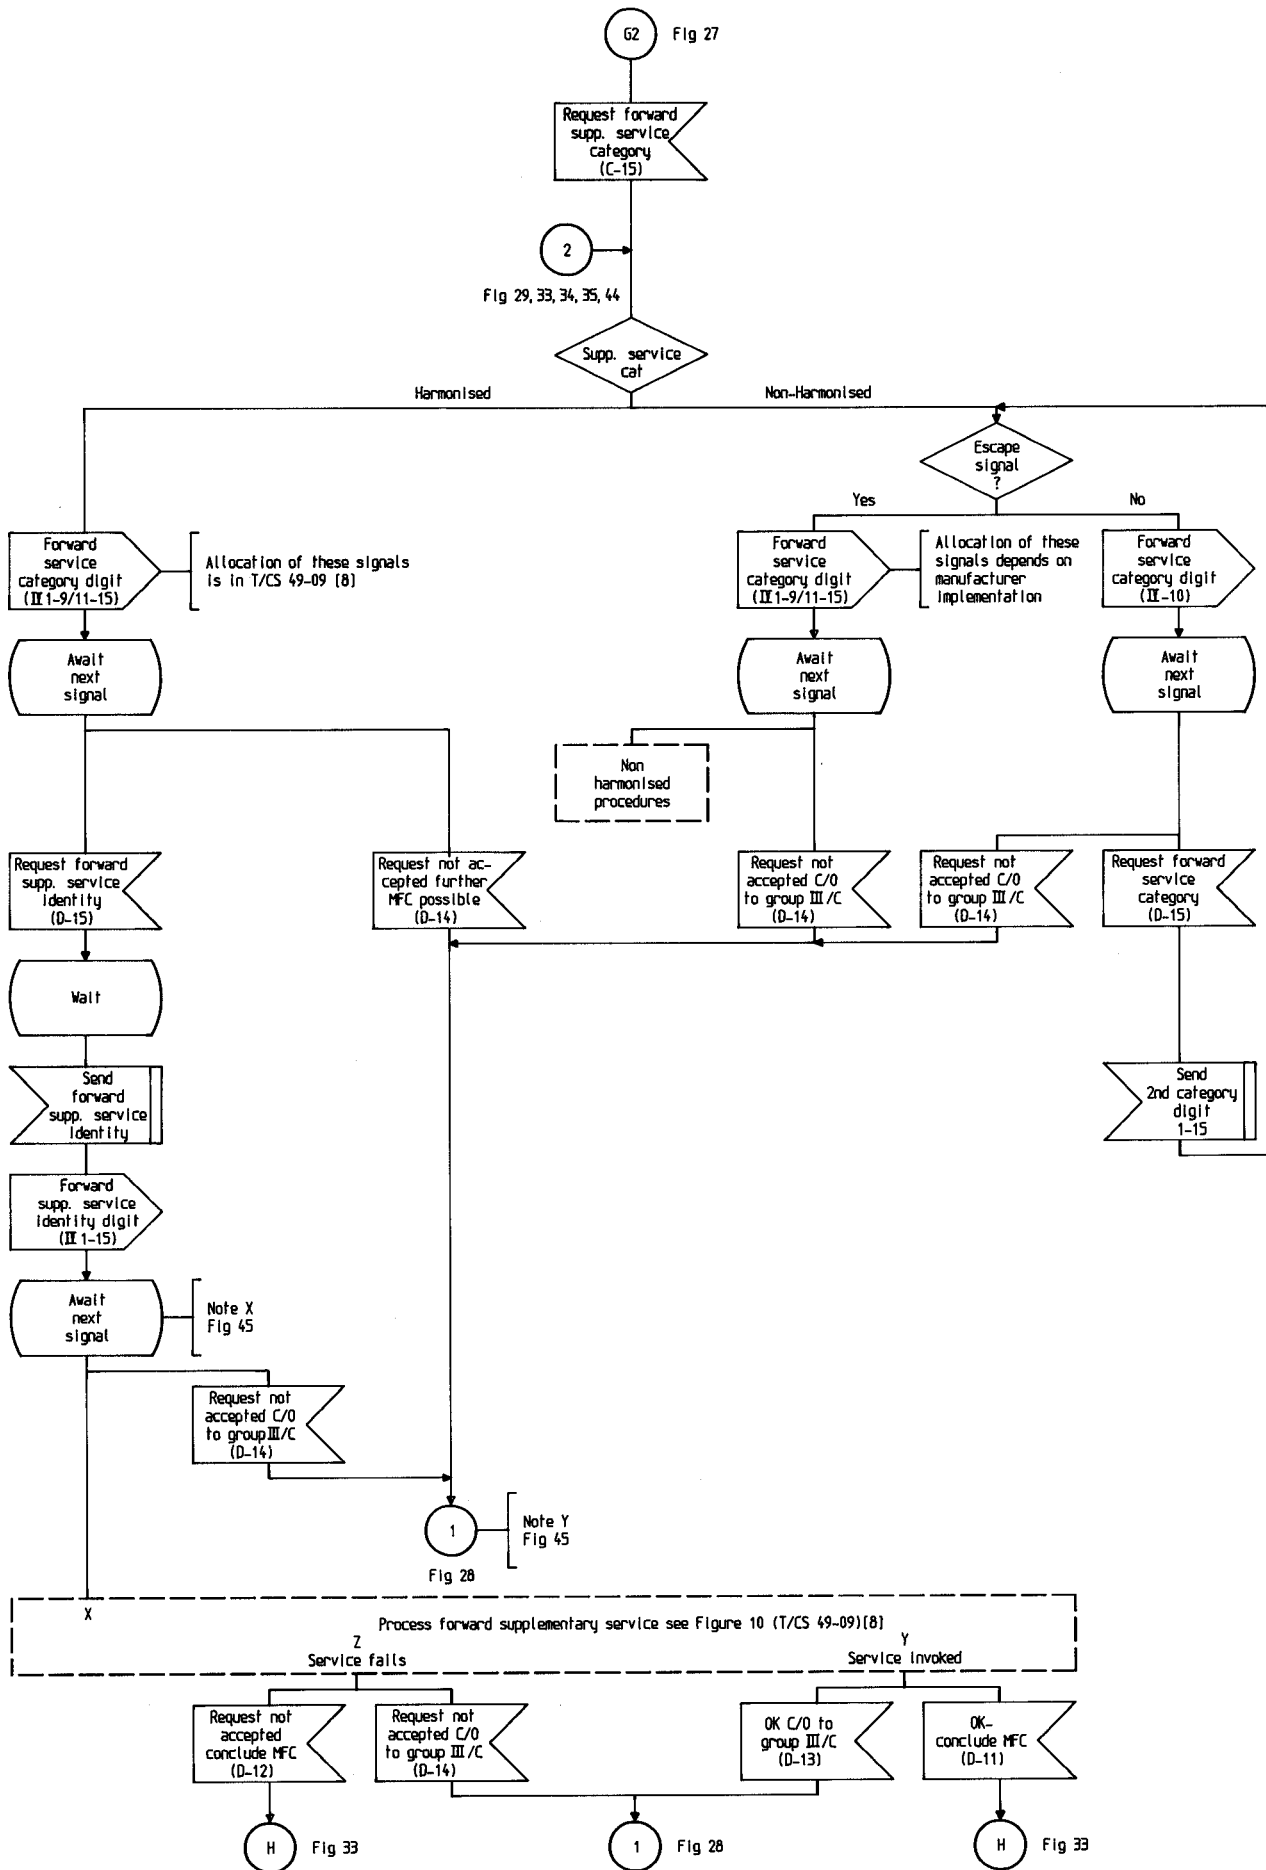 G2
Fig 27
Request forward
supp. service
category
(C-15)
2
Fig 29, 33, 34, 35, 44
Supp. service
cat
Harmonised
Non-Harmonised
Escape
signal
?
Yes
No
Forward
service
category digit
(IV 1-9/11-15)
Allocation of these signals
is in T/CS 49-09 [8]
Forward
service
category digit
(IV 1-9/11-15)
Allocation of these
signals depends on
manufacturer
implementation
Forward
service
category digit
(IV-10)
Await
next
signal
Await
next
signal
Await
next
signal
Non
harmonised
procedures
Request forward
supp. service
identity
(D-15)
Request not ac-
cepted further
MFC possible
(D-14)
Request not
accepted C/O
to group III/C
(D-14)
Request not
accepted C/O
to group III/C
(D-14)
Request forward
service
category
(D-15)
Wait
Send
forward
supp. service
identity
Send
2nd category
digit
1-15
Forward
supp. service
identity digit
(IV 1-15)
Await
next
signal
Note X
Fig 45
Request not
accepted C/O
to group III/C
(D-14)
1
Note Y
Fig 45
Fig 28
X
Process forward supplementary service see Figure 10 (T/CS 49-09)[8]
Z
Service fails
Y
Service invoked
Request not
accepted
conclude MFC
(D-12)
Request not
accepted C/O
to group III/C
(D-14)
OK C/O to
group III/C
(D-13)
OK-
conclude MFC
(D-11)
H
Fig 33
1
Fig 28
H
Fig 33